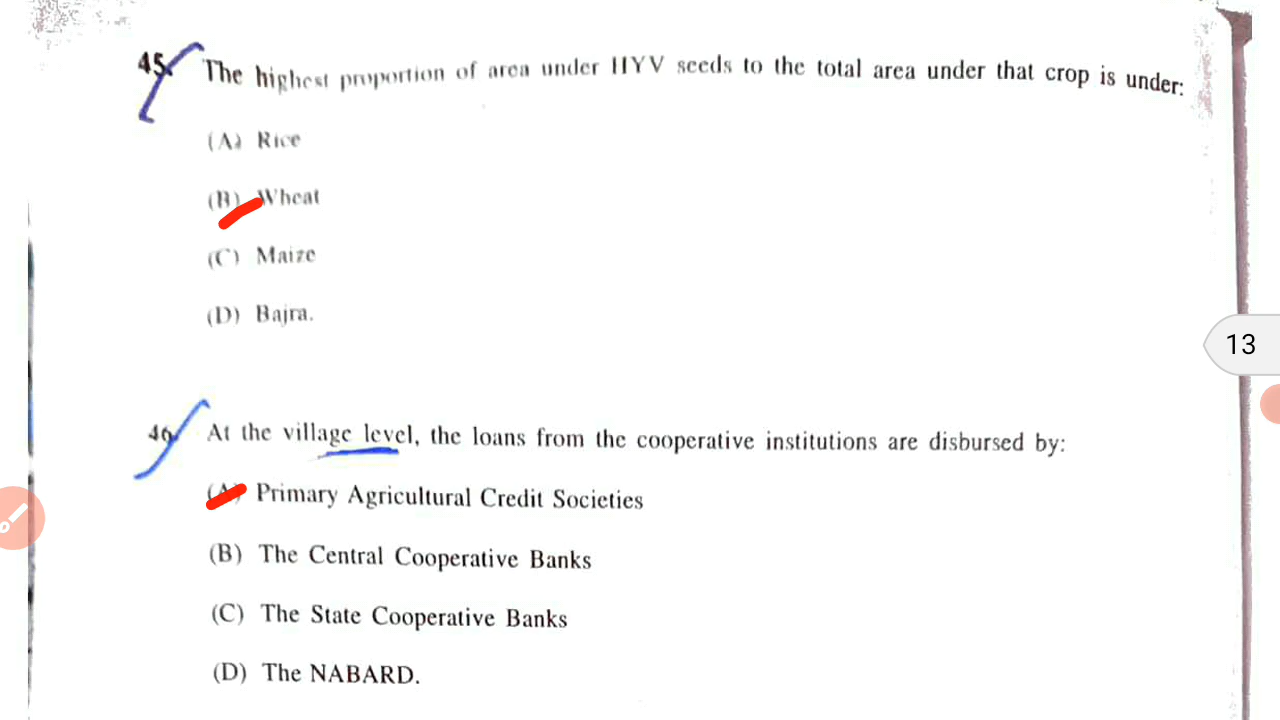 45. The highest proportion of area under HYV seeds to the total area under that crop is under:
(A) Rice
(B) Wheat
(C) Maize
(D) Bajra.
13
46. At the village level, the loans from the cooperative institutions are disbursed by:
(A) Primary Agricultural Credit Societies
(B) The Central Cooperative Banks
(C) The State Cooperative Banks
(D) The NABARD.